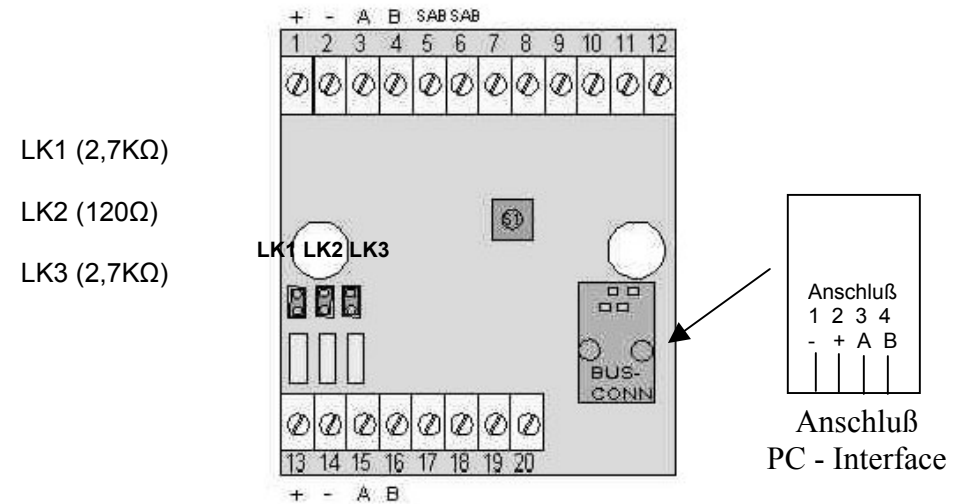 + - A B SAB SAB
1 2 3 4 5 6 7 8 9 10 11 12
LK1 (2,7KΩ)
LK2 (120Ω)
LK3 (2,7KΩ)
S1
LK1 LK2 LK3
BUS-
CONN
13 14 15 16 17 18 19 20
+ - A B
Anschluß
1 2 3 4
- + A B
Anschluß
PC - Interface